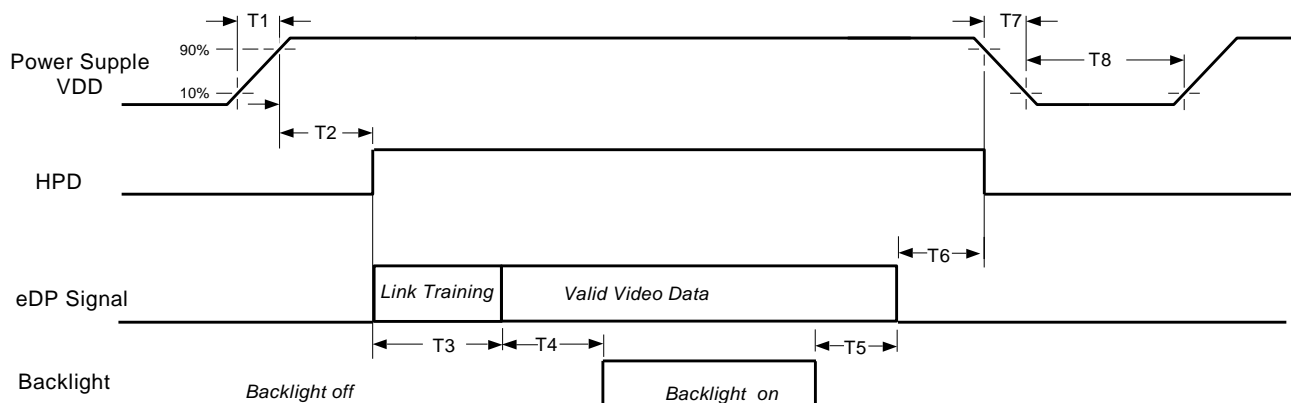 T1
T7
90%
Power Supple
VDD
T8
10%
T2
HPD
T6
eDP Signal
Link Training
Valid Video Data
T3
T4
T5
Backlight
Backlight off
Backlight on